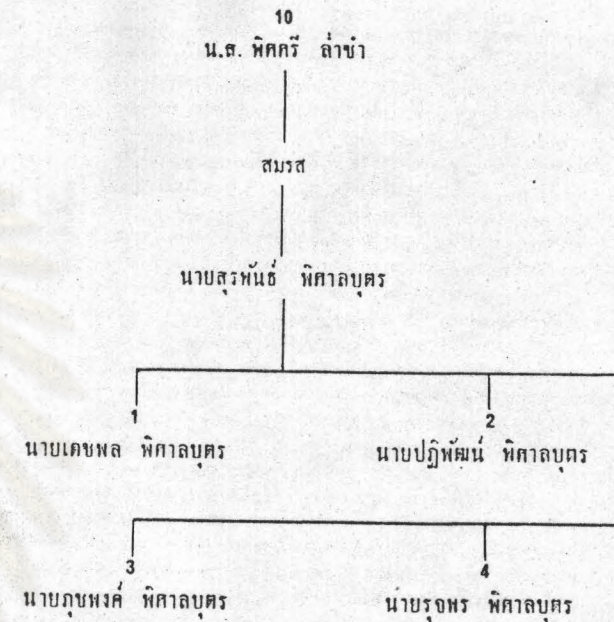 10
น.ส. พิศศรี ล่ำซำ
สมรส
นายสุรพันธ์ พิศาลบุตร
1
2
นายเดชพล พิศาลบุตร นายปฏิพัฒน์ พิศาลบุตร
3
4
นายภุชพงค์ พิศาลบุตร นายรุจพร พิศาลบุตร